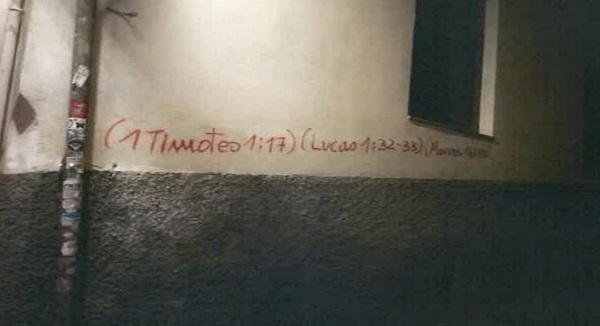 (1 Timoteo 1:17) (Lucas 1:32-33) (Marcos